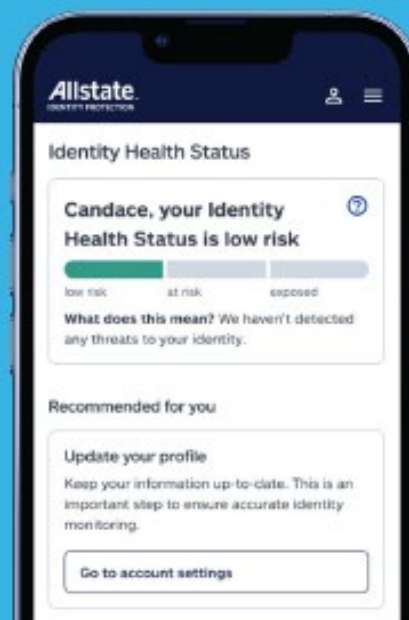 Allstate.
IDENTITY PROTECTION
Identity Health Status
Candace, your Identity
Health Status is low risk
low risk at risk exposed
What does this mean? We haven't detected
any threats to your identity.
Recommended for you
Update your profile
Keep your information up-to-date. This is an
important step to ensure accurate identity
monitoring.
Go to account settings